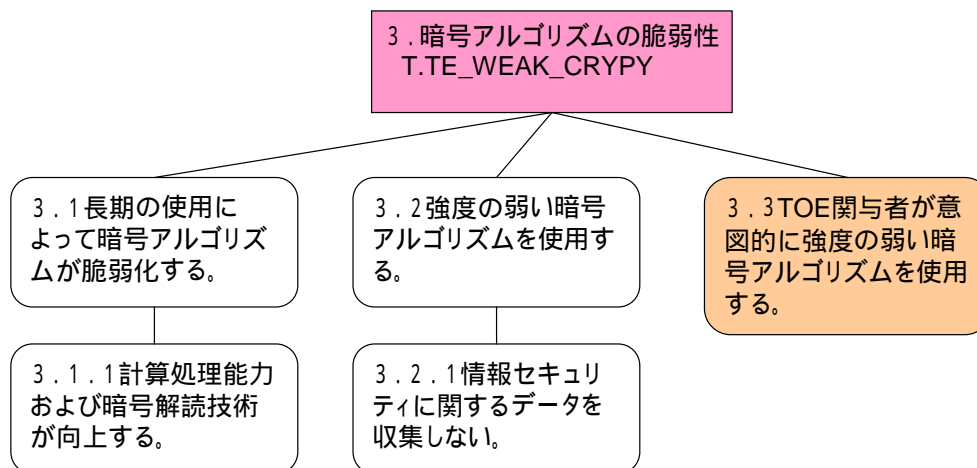 3.暗号アルゴリズムの脆弱性
T.TE_WEAK_CRYPY
3.1長期の使用に
よって暗号アルゴリズ
ムが脆弱化する。
3.2強度の弱い暗号
アルゴリズムを使用す
る。
3.3TOE関与者が意
図的に強度の弱い暗
号アルゴリズムを使用
する。
3.1.1計算処理能力
および暗号解読技術
が向上する。
3.2.1情報セキュリ
ティに関するデータを
収集しない。